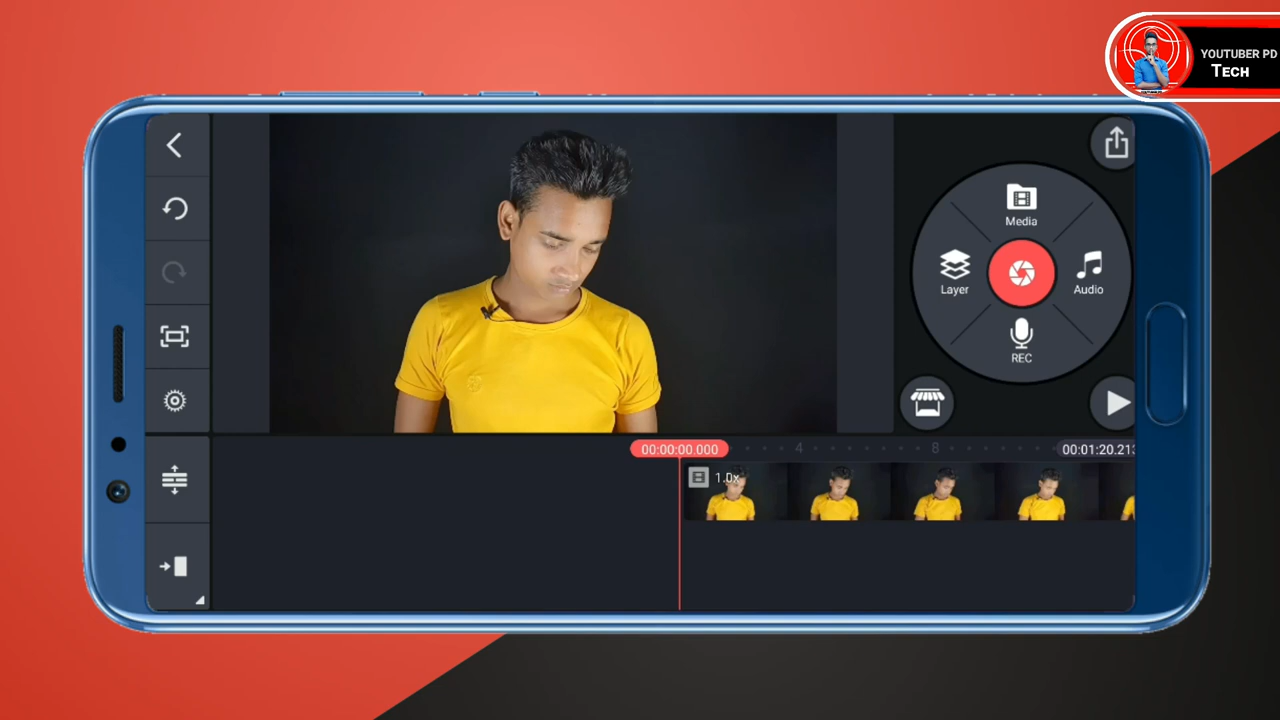 YOUTUBER PD
TECH
Media
Layer
Audio
REC
00:00:00.000
4
8
00:01:20.213
1.0x